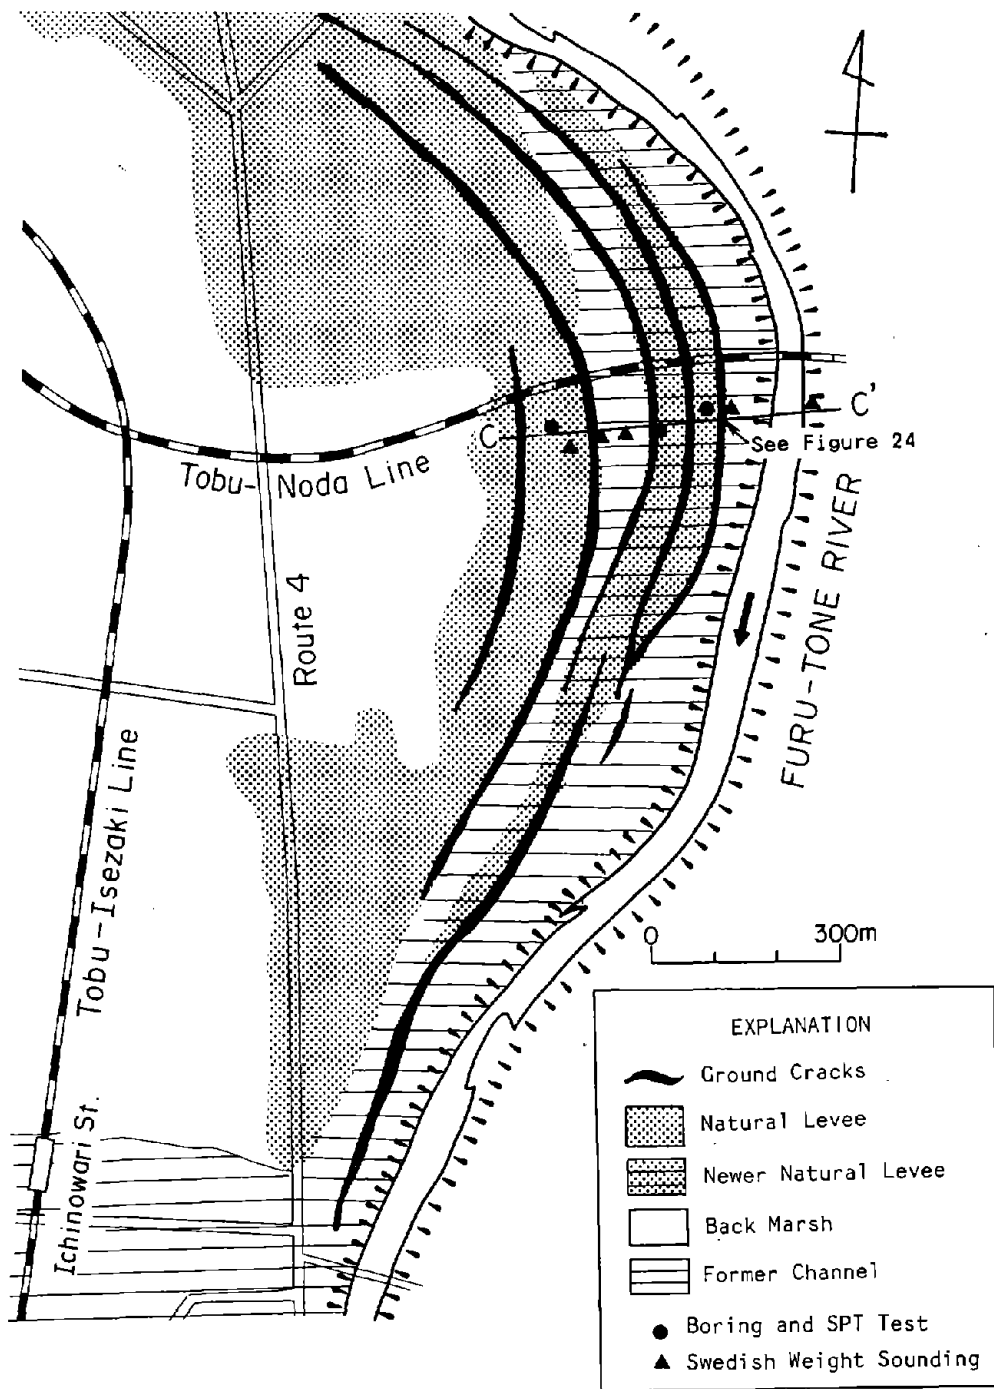 C
C'
See Figure 24
Tobu-Noda Line
Route 4
FURU-TONE RIVER
Tobu-Isezaki Line
Ichinowari St.
0 300m
EXPLANATION
Ground Cracks
Natural Levee
Newer Natural Levee
Back Marsh
Former Channel
Boring and SPT Test
Swedish Weight Sounding